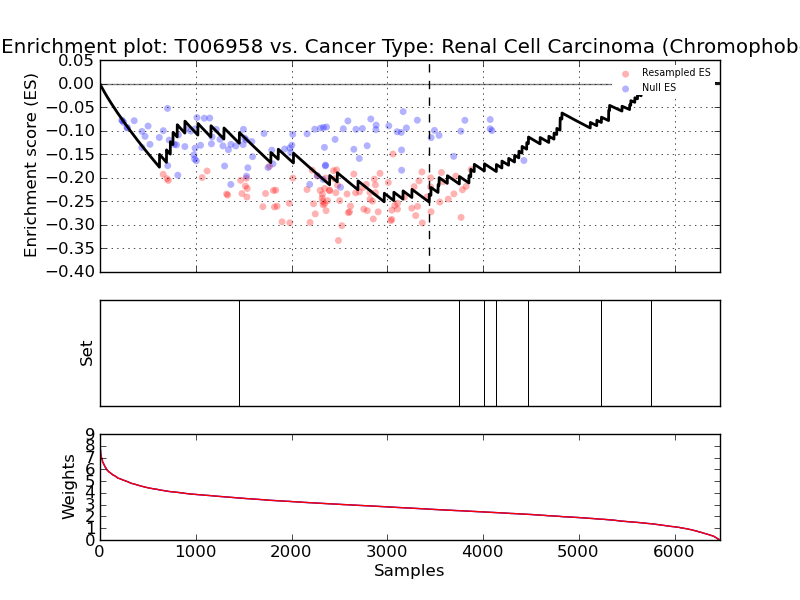 Enrichment plot: T006958 vs. Cancer Type: Renal Cell Carcinoma (Chromophob
Enrichment score (ES)
0.05
0.00
−0.05
−0.10
−0.15
−0.20
−0.25
−0.30
−0.35
−0.40
Resampled ES
Null ES
Set
Weights
9
8
7
6
5
4
3
2
1
0
0 1000 2000 3000 4000 5000 6000
Samples